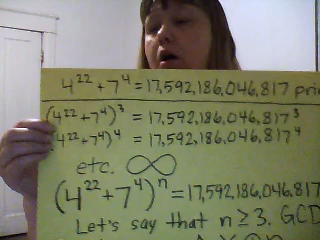 4²² + 7⁴ = 17,592,186,046,817 pri
(4²² + 7⁴)³ = 17,592,186,046,817³
4²² + 7⁴)⁴ = 17,592,186,046,817⁴
etc. ∞
(4²² + 7⁴)ⁿ = 17,592,186,046,817
Let's say that n ≥ 3. GCD